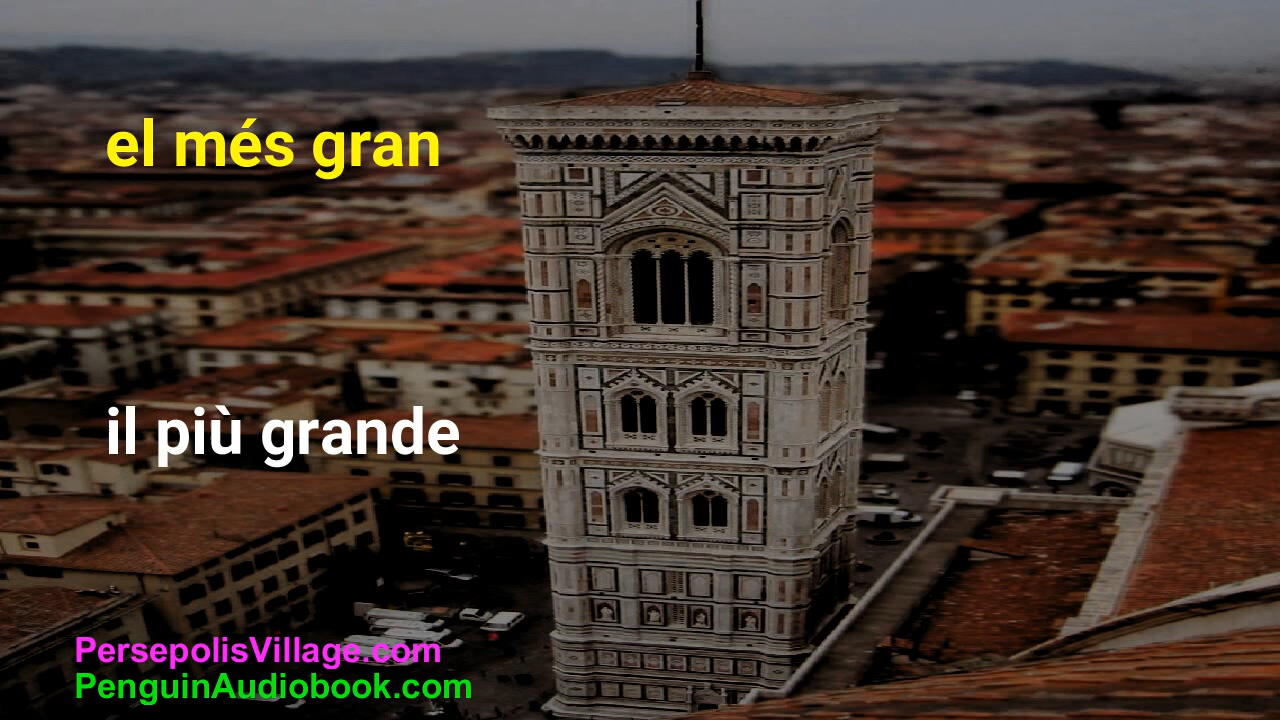 el més gran
il più grande
PersepolisVillage.com
PenguinAudiobook.com